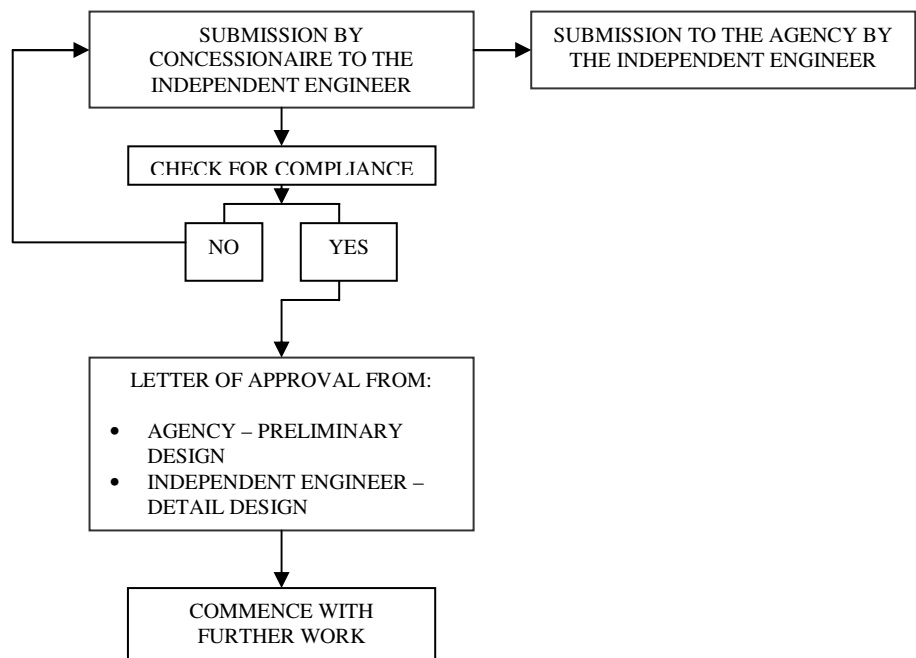 SUBMISSION BY
CONCESSIONAIRE TO THE
INDEPENDENT ENGINEER
SUBMISSION TO THE AGENCY BY
THE INDEPENDENT ENGINEER
CHECK FOR COMPLIANCE
NO
YES
LETTER OF APPROVAL FROM:
• AGENCY – PRELIMINARY
DESIGN
• INDEPENDENT ENGINEER –
DETAIL DESIGN
COMMENCE WITH
FURTHER WORK